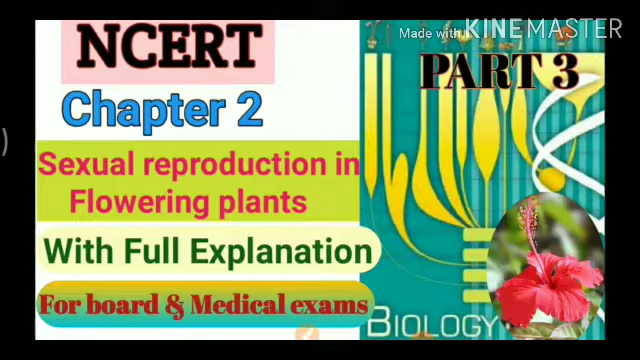 Made with KINEMASTER
NCERT
PART 3
Chapter 2
)
Sexual reproduction in
Flowering plants
With Full Explanation
For board & Medical exams
BIOLOGY